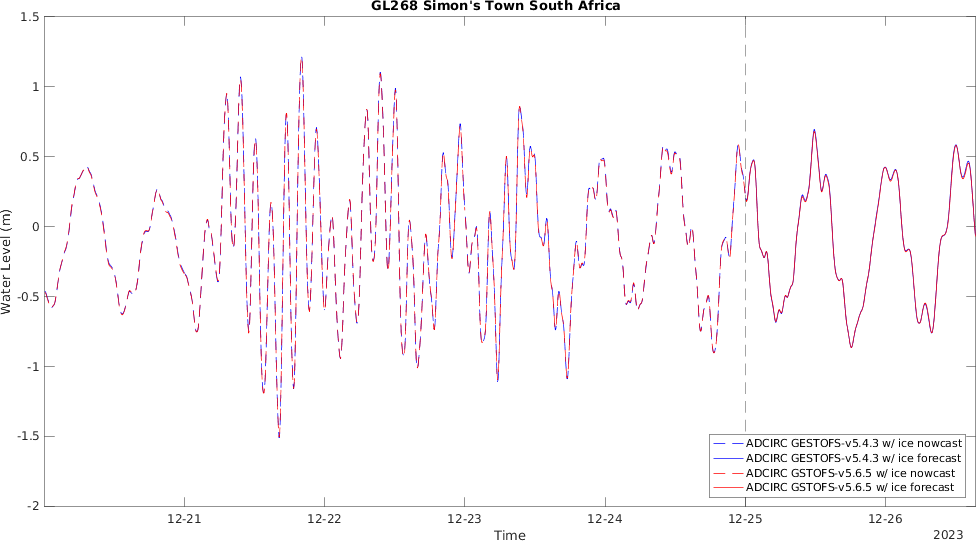 GL268 Simon's Town South Africa
1.5
1
0.5
0
-0.5
-1
-1.5
-2
Water Level (m)
12-21
12-22
12-23
12-24
12-25
12-26
Time
2023
ADCIRC GESTOFS-v5.4.3 w/ ice nowcast
ADCIRC GESTOFS-v5.4.3 w/ ice forecast
ADCIRC GSTOFS-v5.6.5 w/ ice nowcast
ADCIRC GSTOFS-v5.6.5 w/ ice forecast